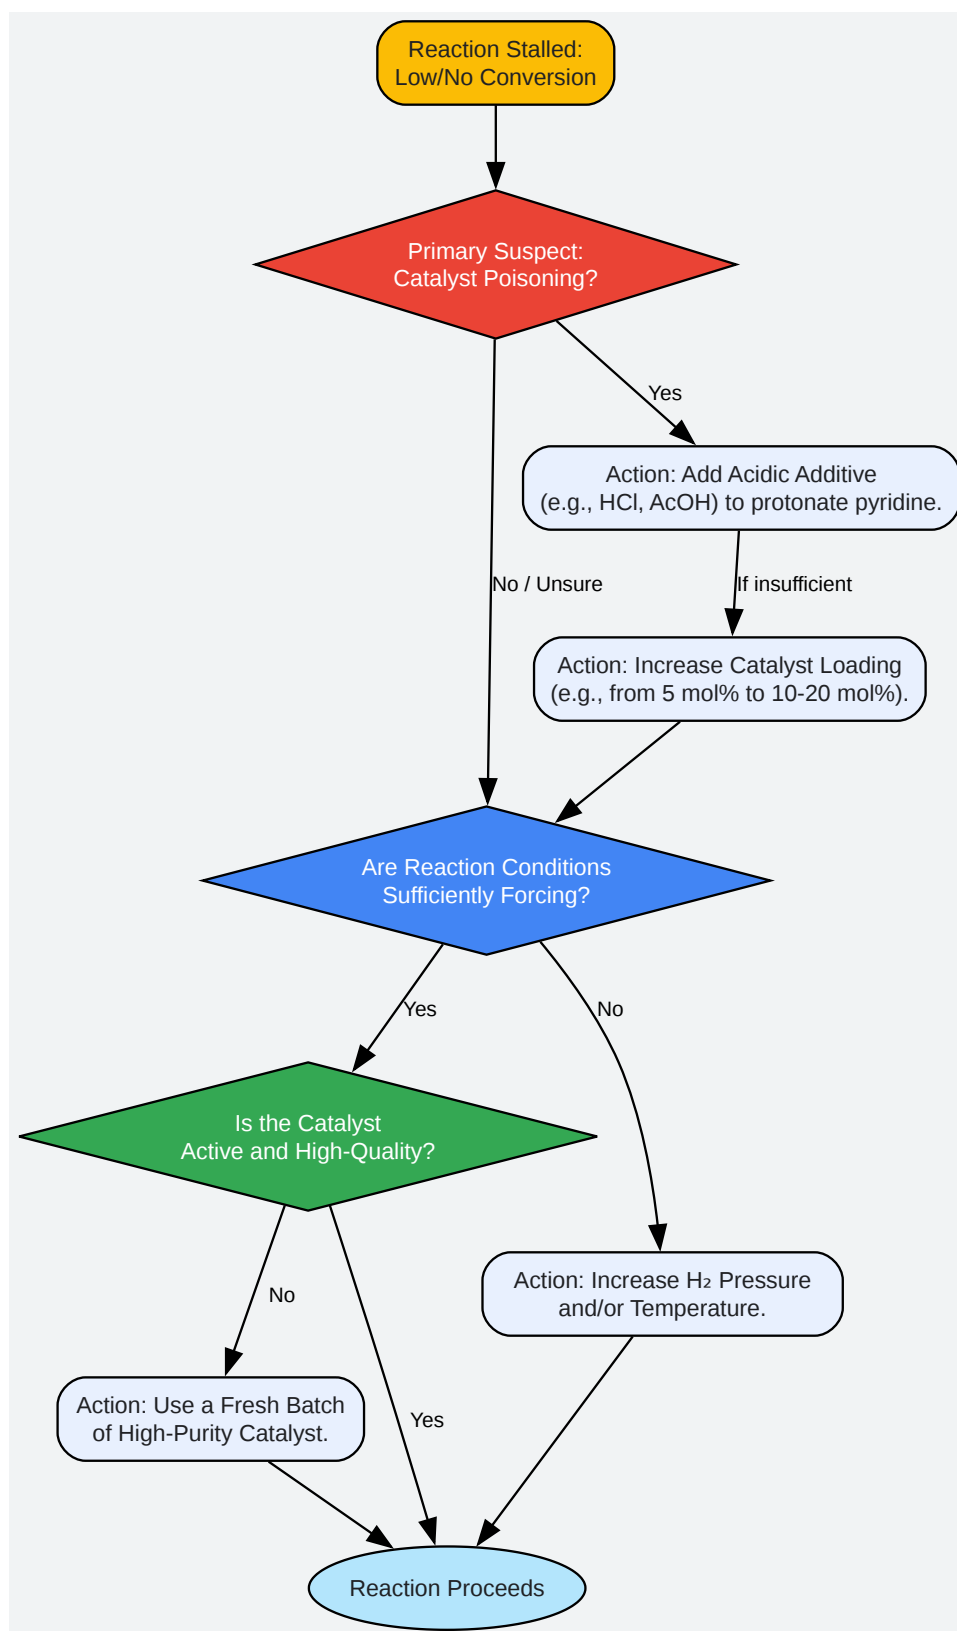 Reaction Stalled:
Low/No Conversion
Primary Suspect:
Catalyst Poisoning?
Yes
Action: Add Acidic Additive
(e.g., HCl, AcOH) to protonate pyridine.
No / Unsure
If insufficient
Action: Increase Catalyst Loading
(e.g., from 5 mol% to 10-20 mol%).
Are Reaction Conditions
Sufficiently Forcing?
Yes
No
Is the Catalyst
Active and High-Quality?
No
Action: Increase H₂ Pressure
and/or Temperature.
Action: Use a Fresh Batch
of High-Purity Catalyst.
Yes
Reaction Proceeds